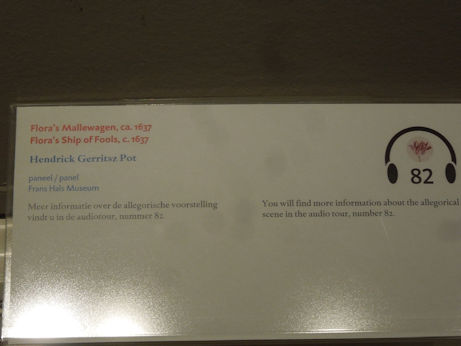 Flora's Mallewagen, ca. 1637
Flora's Ship of Fools, c. 1637
Hendrick Gerritsz Pot
paneel / panel
Frans Hals Museum
Meer informatie over de allegorische voorstelling
vindt u in de audiotour, nummer 82.
82
You will find more information about the allegorical
scene in the audio tour, number 82.